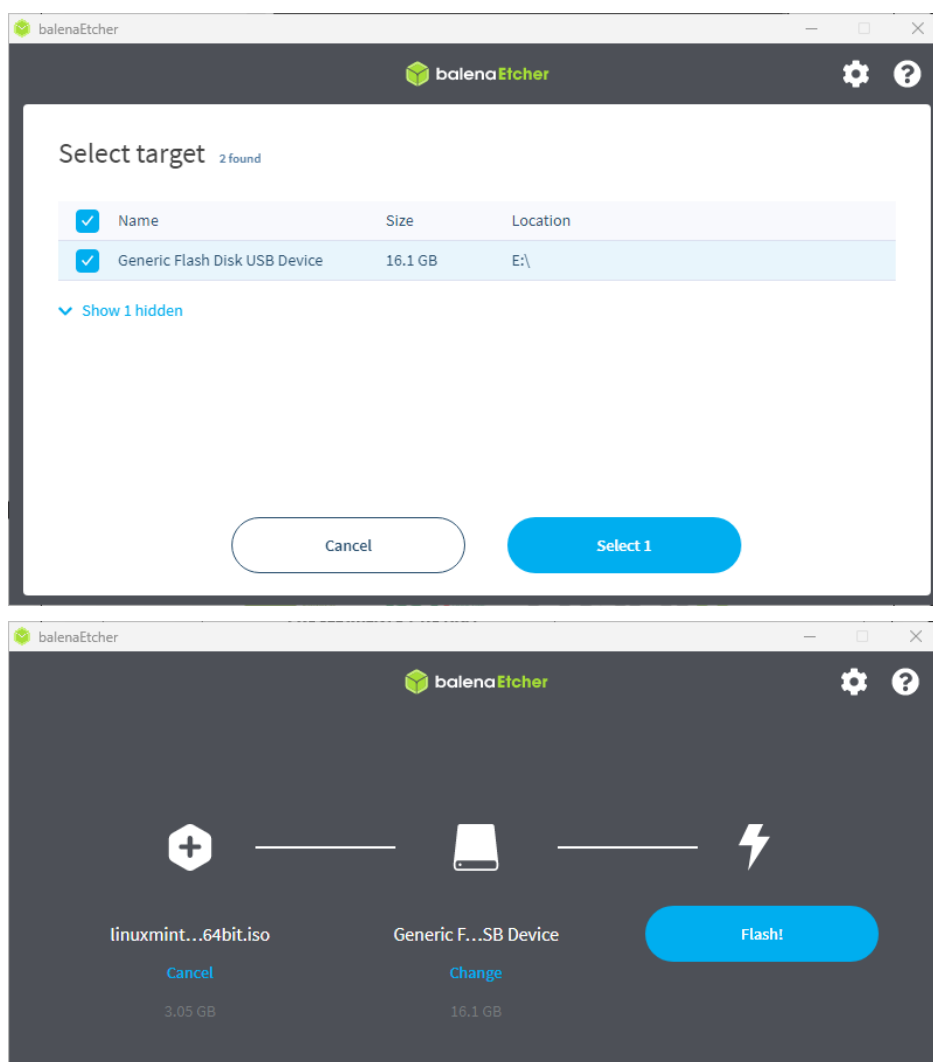 balenaEtcher
balenaEtcher
Select target 2 found
Name Size Location
Generic Flash Disk USB Device 16.1 GB E:\
Show 1 hidden
Cancel Select 1
balenaEtcher
balenaEtcher
linuxmint...64bit.iso Generic F...SB Device Flash!
Cancel Change
3.05 GB 16.1 GB